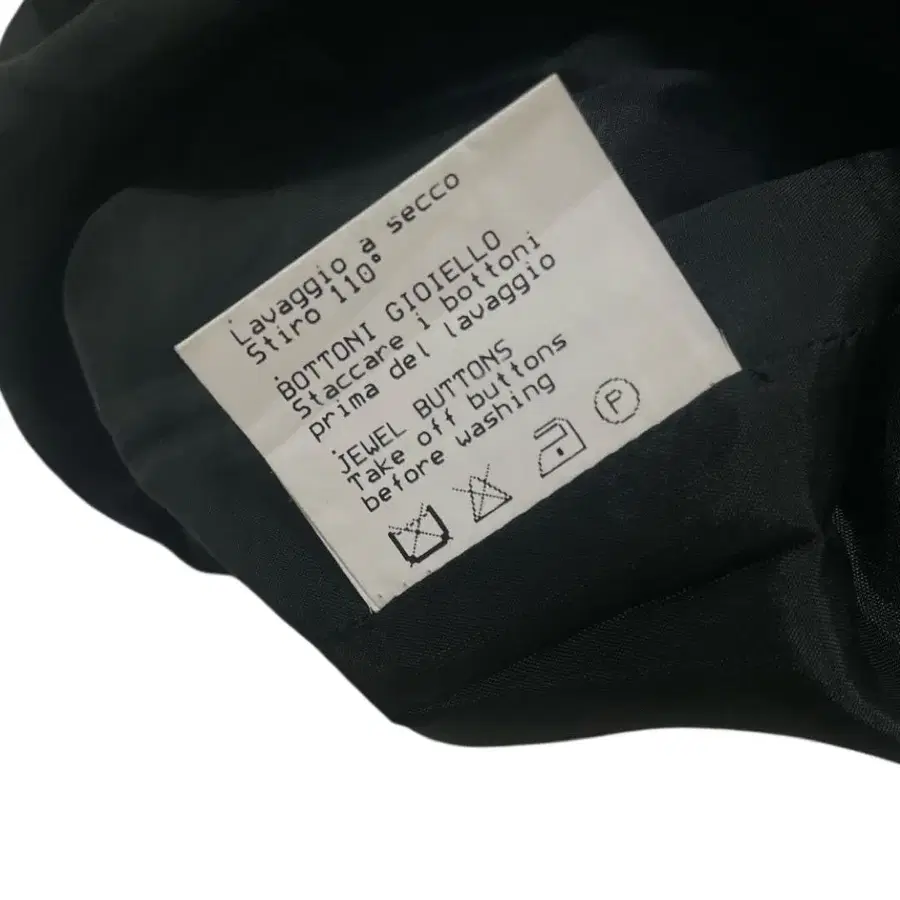 Lavaggio a secco
Stiro 110°
BOTTONI GIOIELLO
Staccare i bottoni
prima del lavaggio
JEWEL BUTTONS
Take off buttons
before washing
P